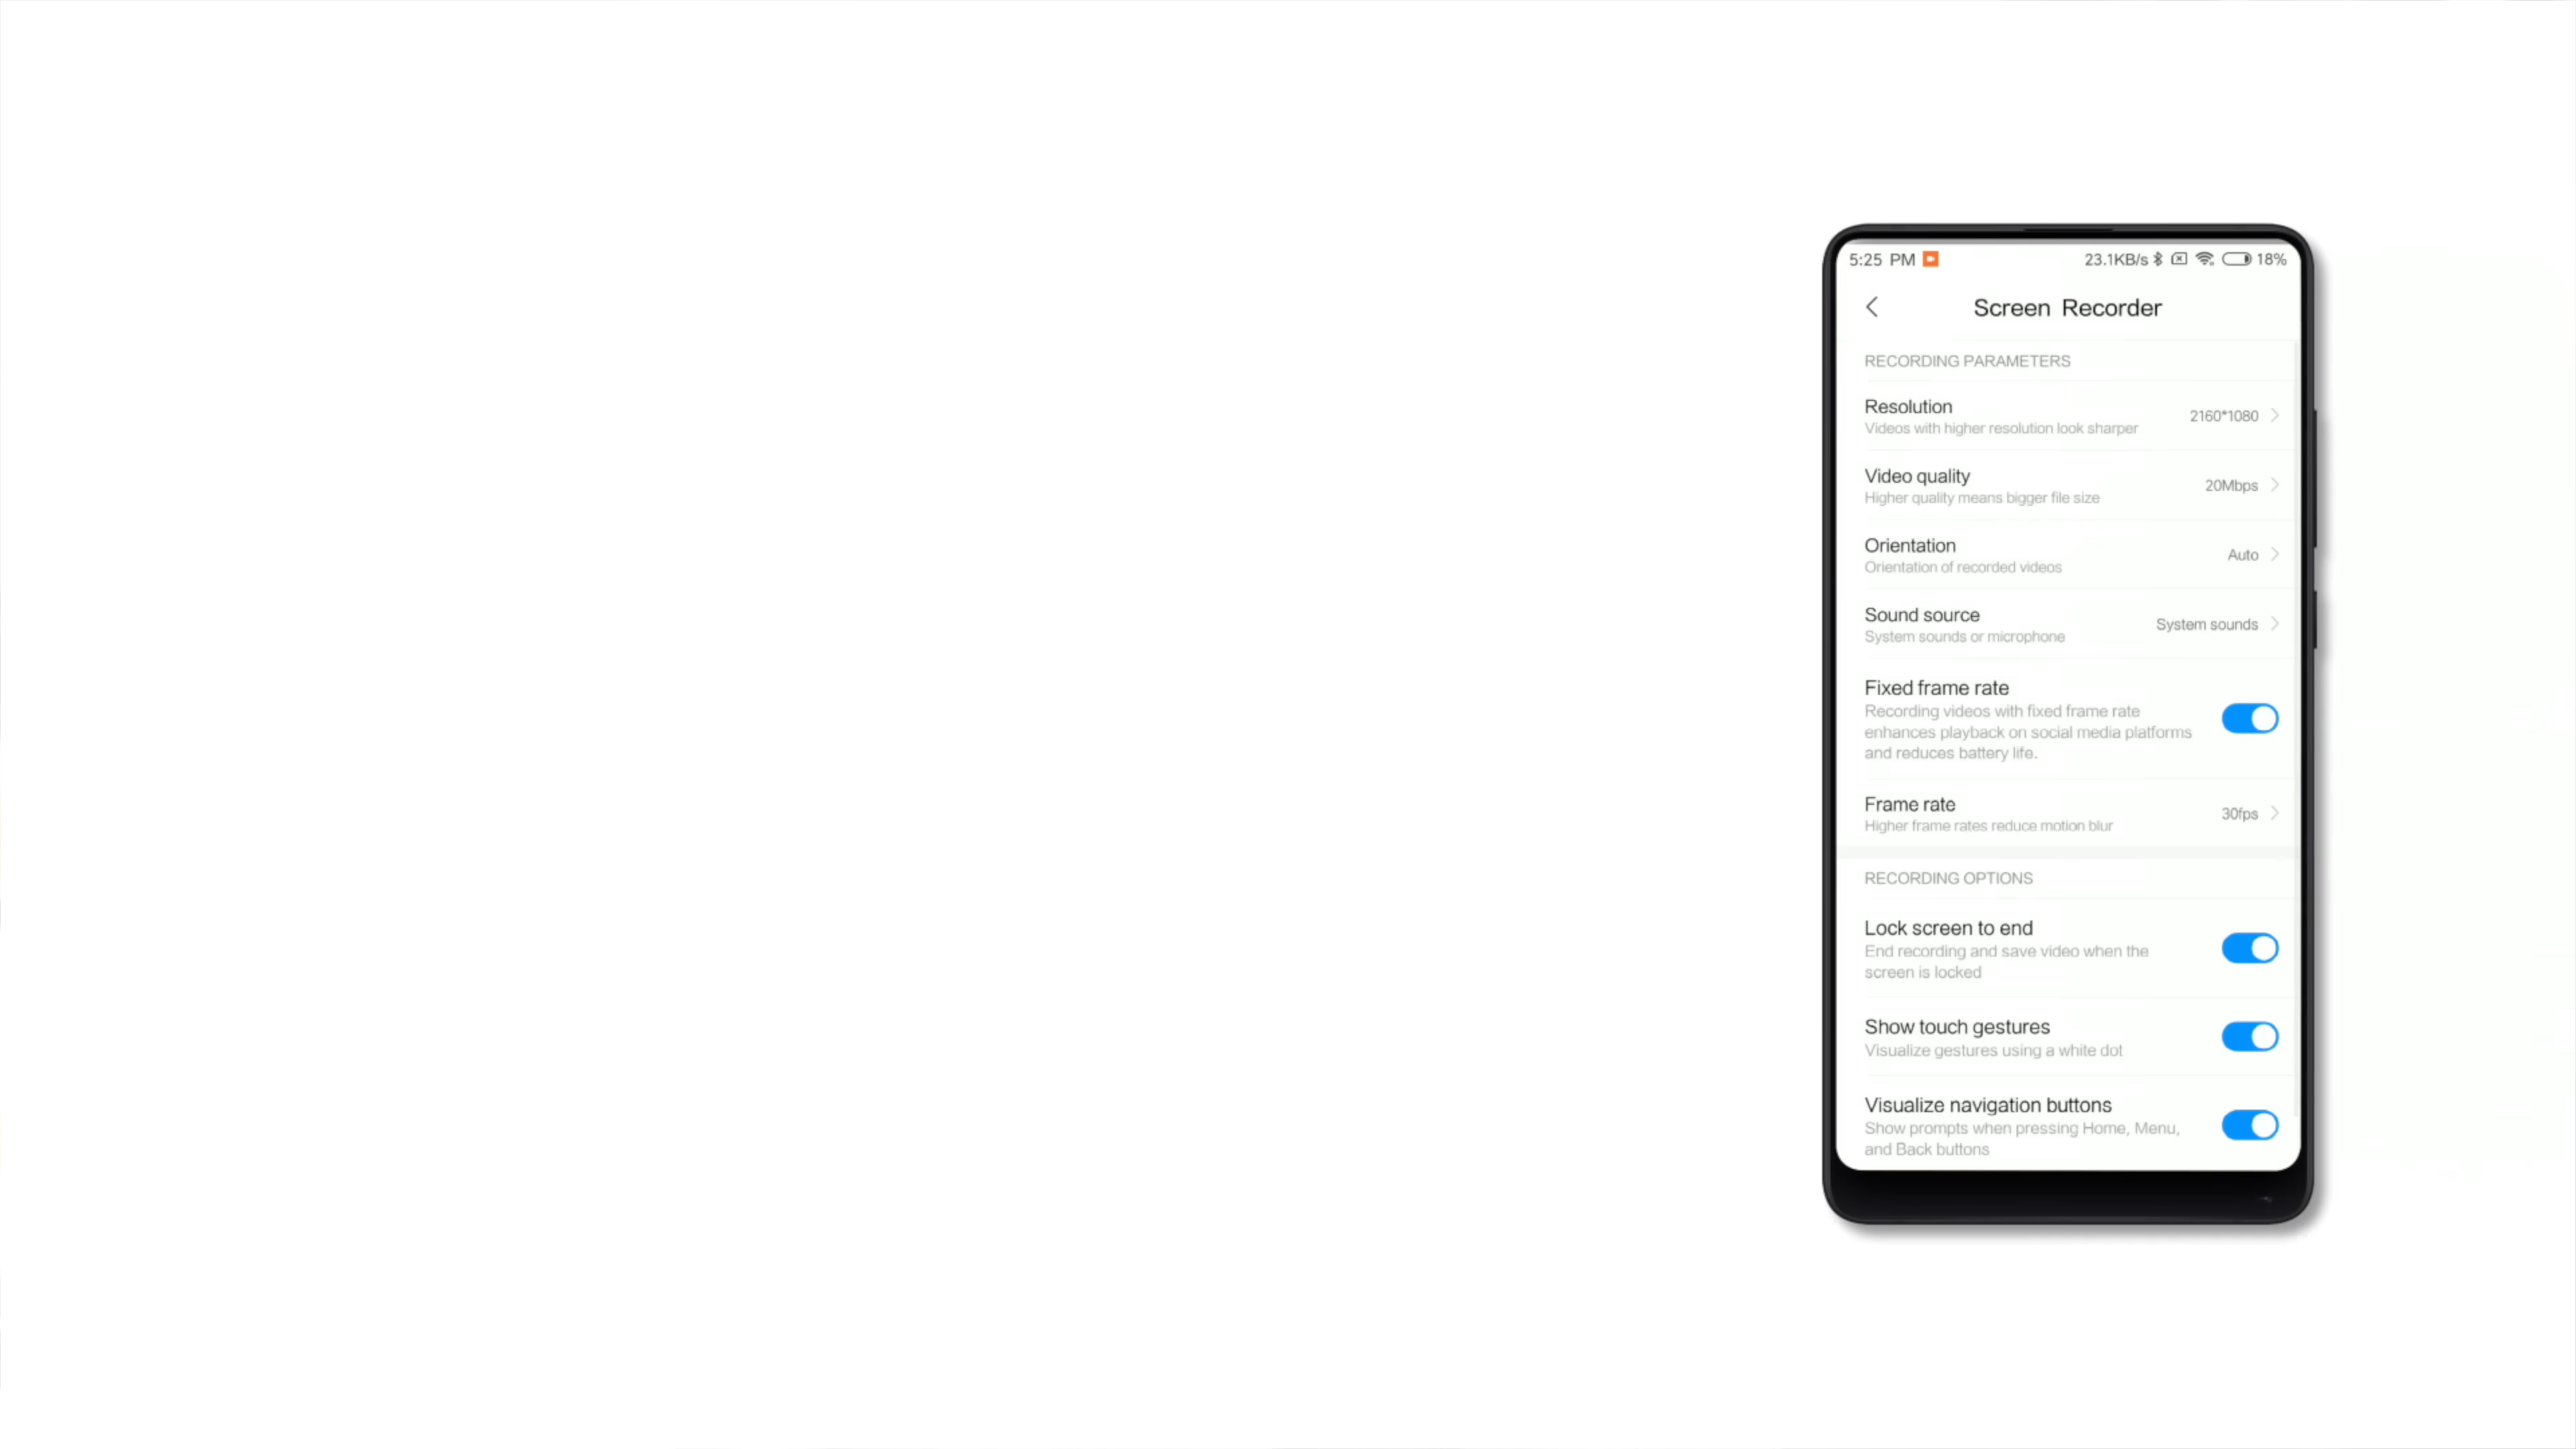 5:25 PM 23.1KB/s 18%
Screen Recorder
RECORDING PARAMETERS
Resolution
Videos with higher resolution look sharper
2160*1080
Video quality
Higher quality means bigger file size
20Mbps
Orientation
Orientation of recorded videos
Auto
Sound source
System sounds or microphone
System sounds
Fixed frame rate
Recording videos with fixed frame rate
enhances playback on social media platforms
and reduces battery life.
Frame rate
Higher frame rates reduce motion blur
30fps
RECORDING OPTIONS
Lock screen to end
End recording and save video when the
screen is locked
Show touch gestures
Visualize gestures using a white dot
Visualize navigation buttons
Show prompts when pressing Home, Menu,
and Back buttons